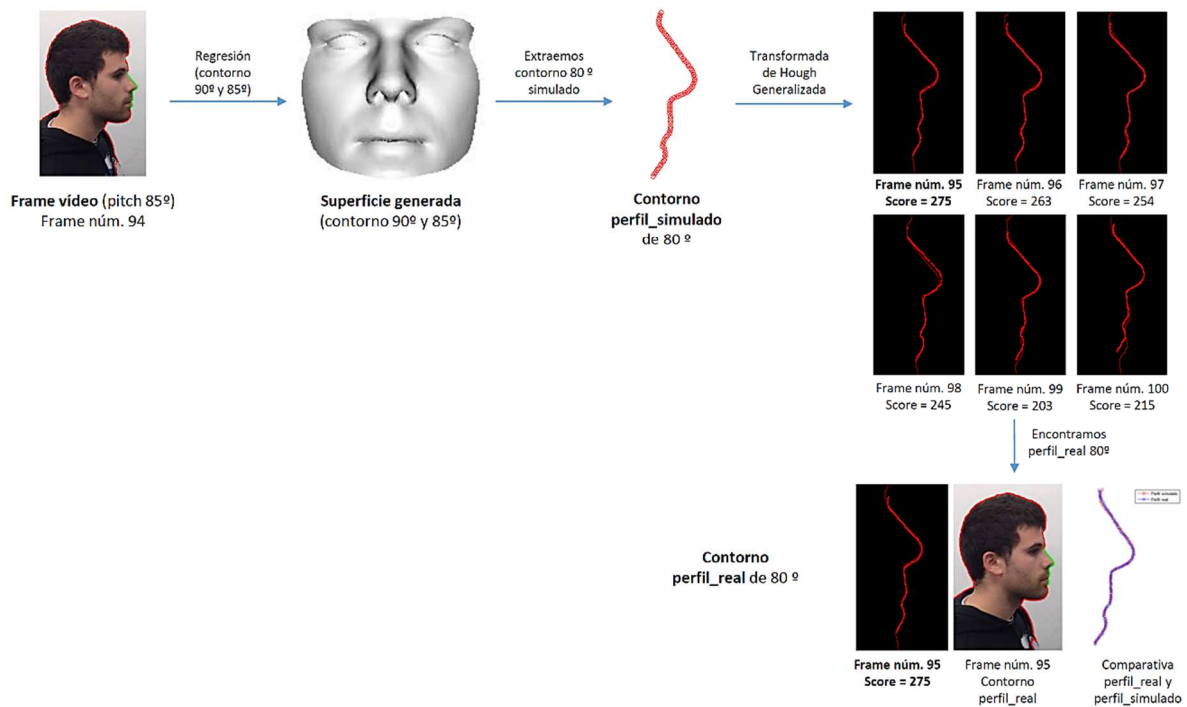 Regresión
(contorno
90º y 85º)
Extraemos
contorno 80 º
simulado
Transformada
de Hough
Generalizada
Frame vídeo (pitch 85º)
Frame núm. 94
Superficie generada
(contorno 90º y 85º)
Contorno
perfil_simulado
de 80 º
Frame núm. 95
Score = 275
Frame núm. 96
Score = 263
Frame núm. 97
Score = 254
Frame núm. 98
Score = 245
Frame núm. 99
Score = 203
Frame núm. 100
Score = 215
Encontramos
perfil_real 80º
Perfil simulado
Perfil real
Contorno
perfil_real de 80 º
Frame núm. 95
Score = 275
Frame núm. 95
Contorno
perfil_real
Comparativa
perfil_real y
perfil_simulado